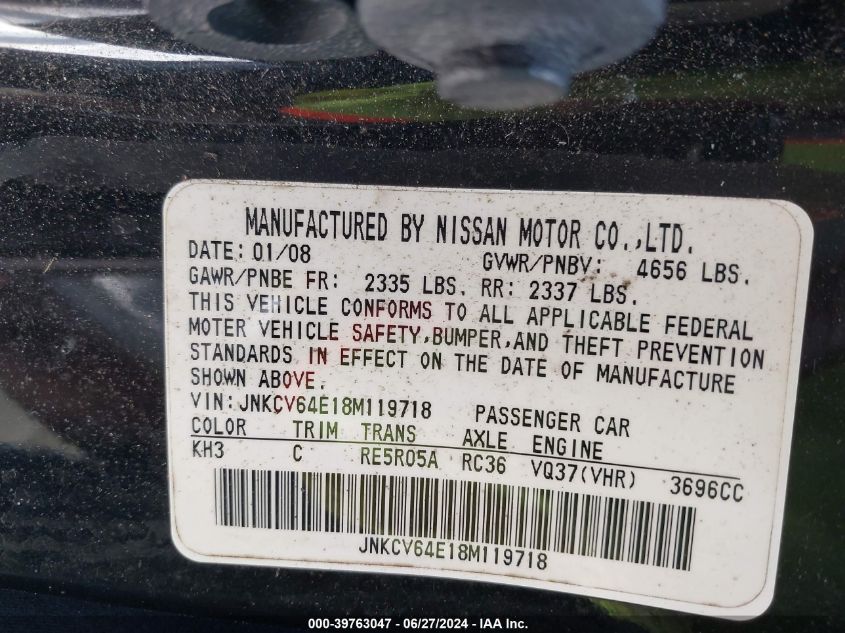 MANUFACTURED BY NISSAN MOTOR CO.,LTD.
DATE: 01/08 GVWR/PNBV: 4656 LBS.
GAWR/PNBE FR: 2335 LBS. RR: 2337 LBS.
THIS VEHICLE CONFORMS TO ALL APPLICABLE FEDERAL
MOTER VEHICLE SAFETY,BUMPER,AND THEFT PREVENTION
STANDARDS IN EFFECT ON THE DATE OF MANUFACTURE
SHOWN ABOVE.
VIN: JNKCV64E18M119718 PASSENGER CAR
COLOR TRIM TRANS AXLE ENGINE
KH3 C RE5R05A RC36 VQ37(VHR) 3696CC
JNKCV64E18M119718
000-39763047 - 06/27/2024 - IAA Inc.